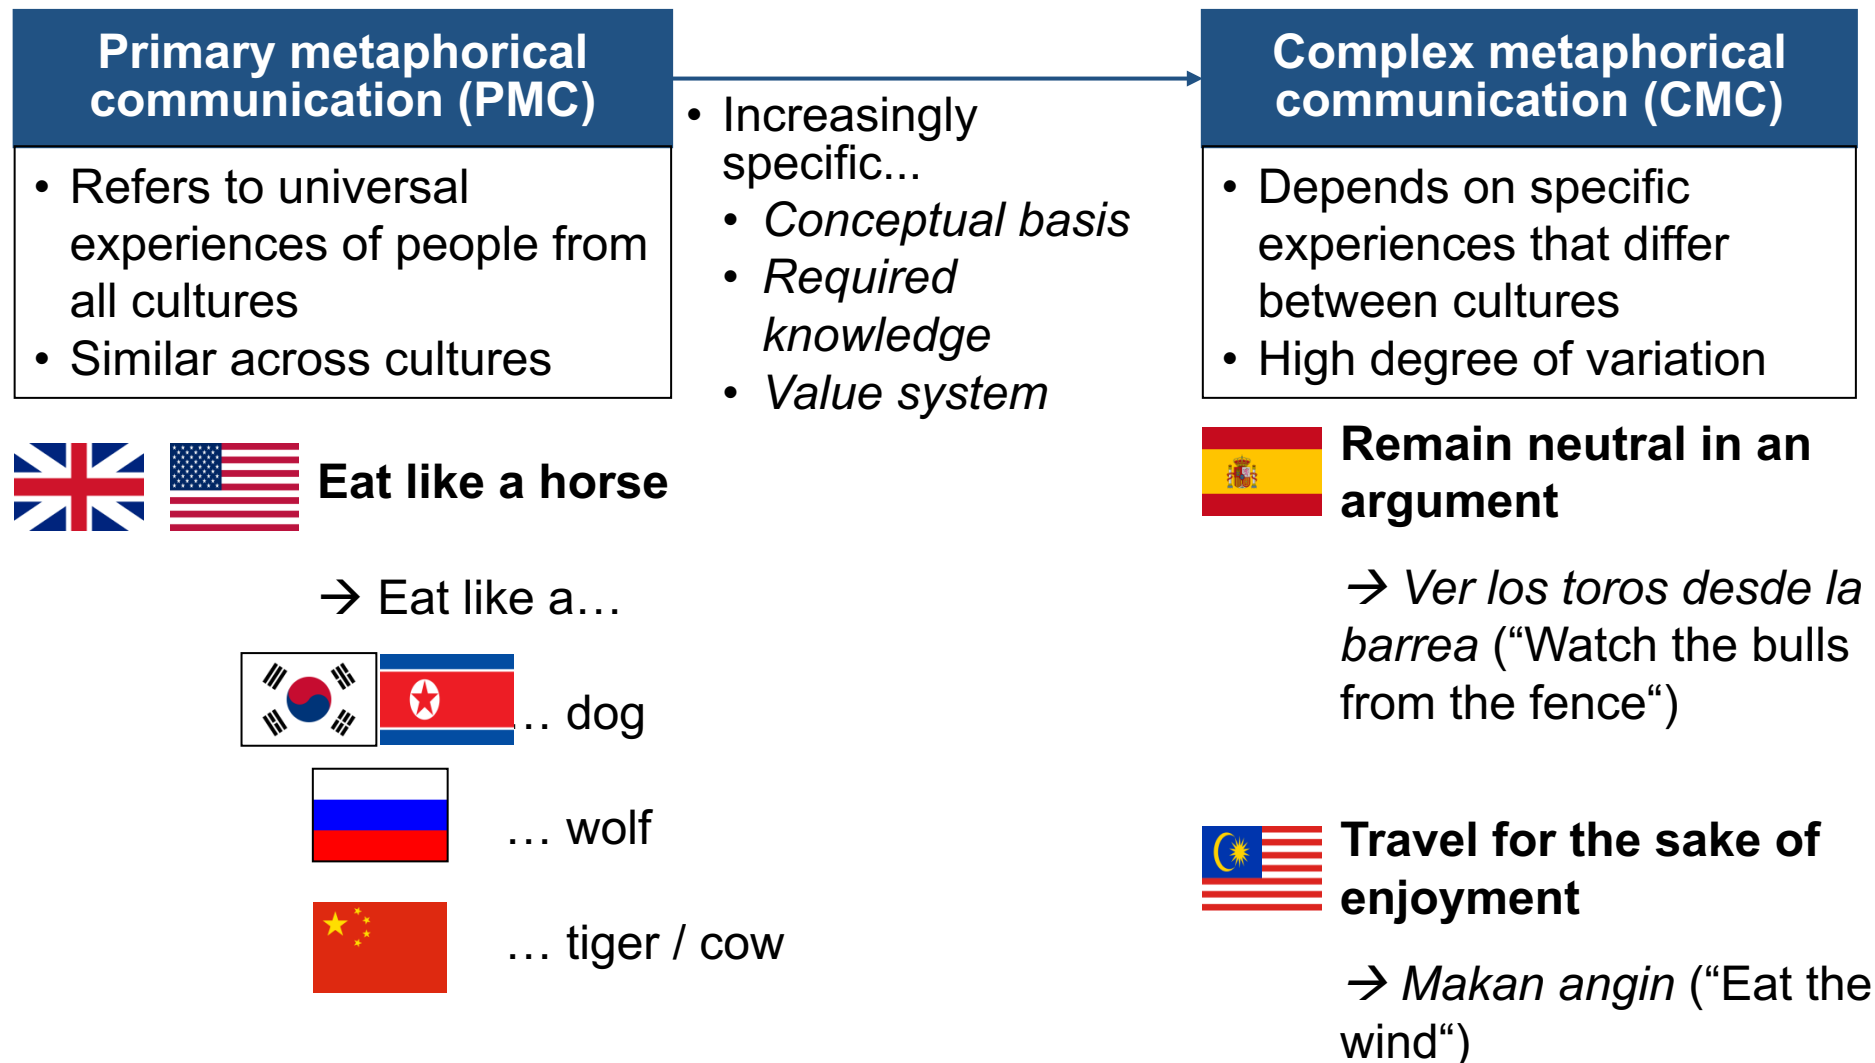 Primary metaphorical
communication (PMC)
• Refers to universal
experiences of people from
all cultures
• Similar across cultures
• Increasingly
specific...
• Conceptual basis
• Required
knowledge
• Value system
Complex metaphorical
communication (CMC)
• Depends on specific
experiences that differ
between cultures
• High degree of variation
Eat like a horse
→ Eat like a…
… dog
… wolf
… tiger / cow
Remain neutral in an
argument
→ Ver los toros desde la
barrea (“Watch the bulls
from the fence“)
Travel for the sake of
enjoyment
→ Makan angin (“Eat the
wind“)